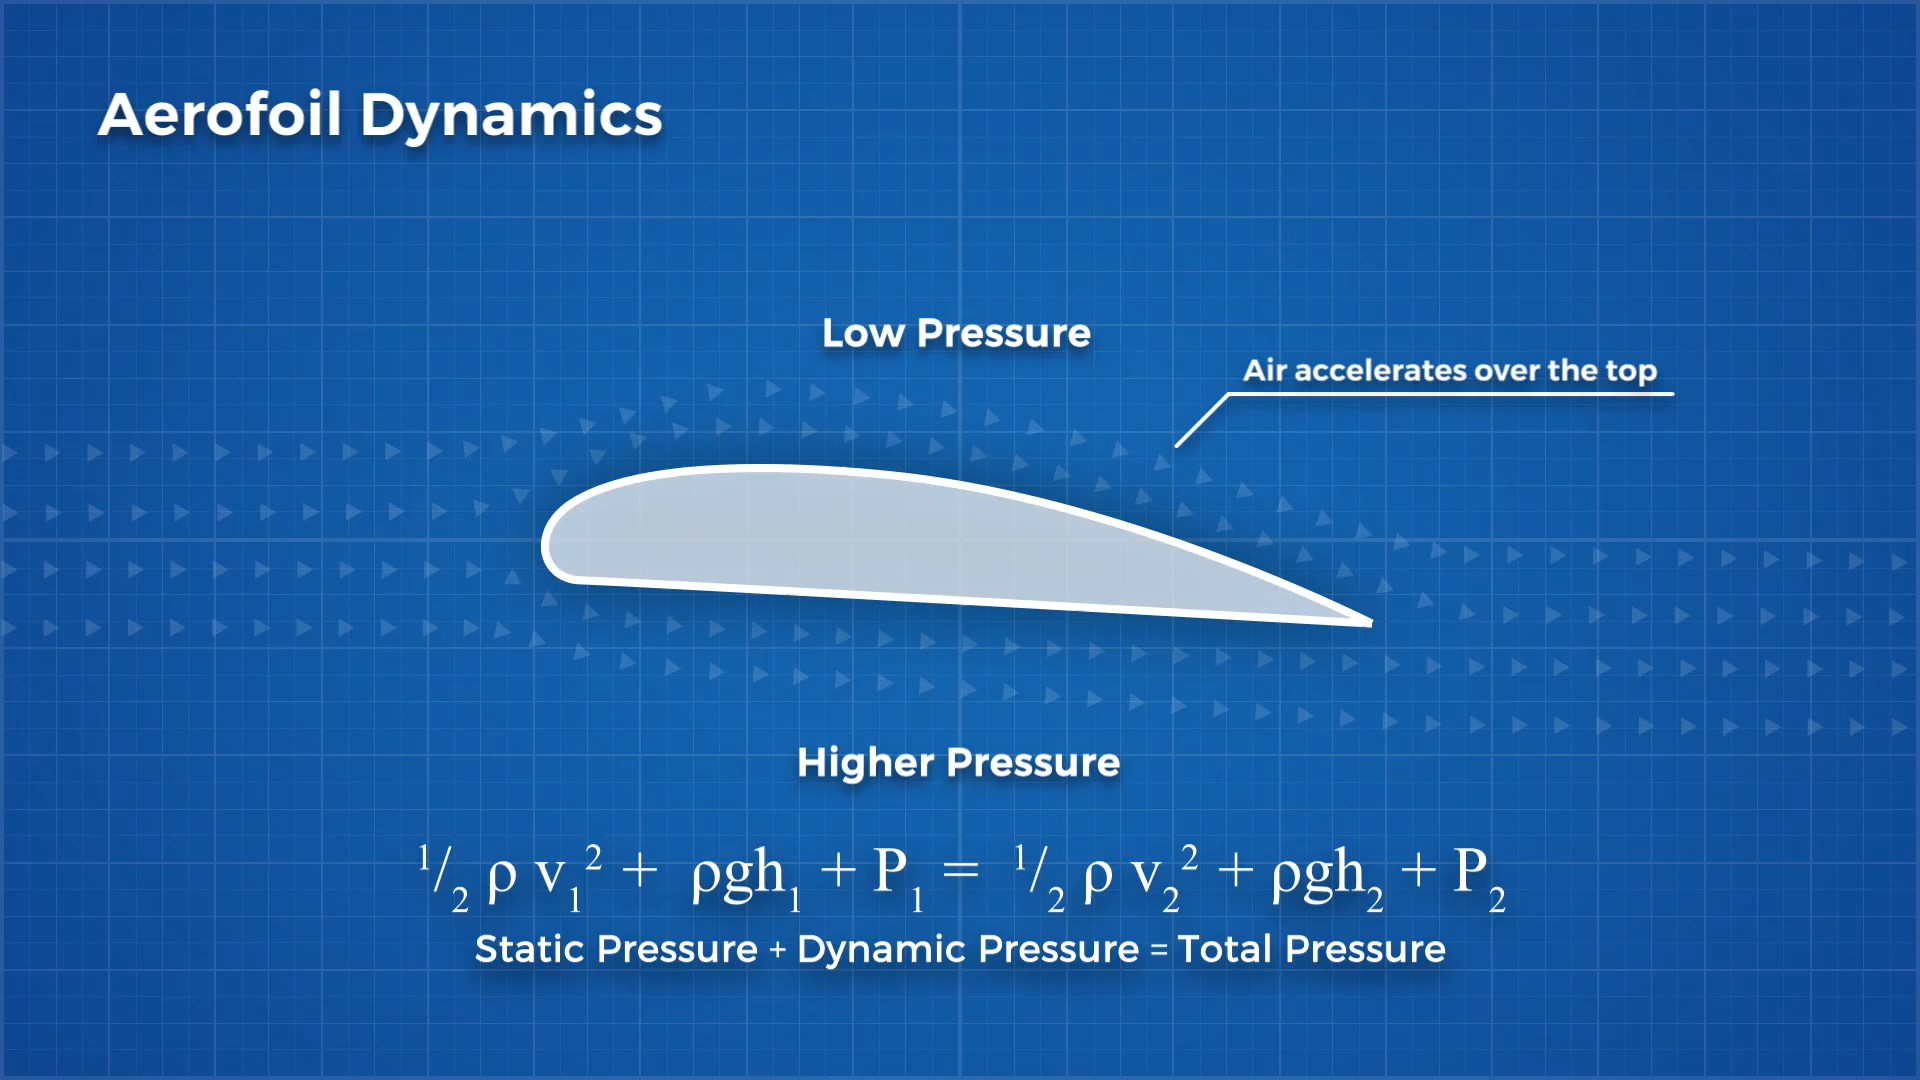 Aerofoil Dynamics
Low Pressure
Air accelerates over the top
Higher Pressure
½ ρ v₁² + ρgh₁ + P₁ = ½ ρ v₂² + ρgh₂ + P₂
Static Pressure + Dynamic Pressure = Total Pressure